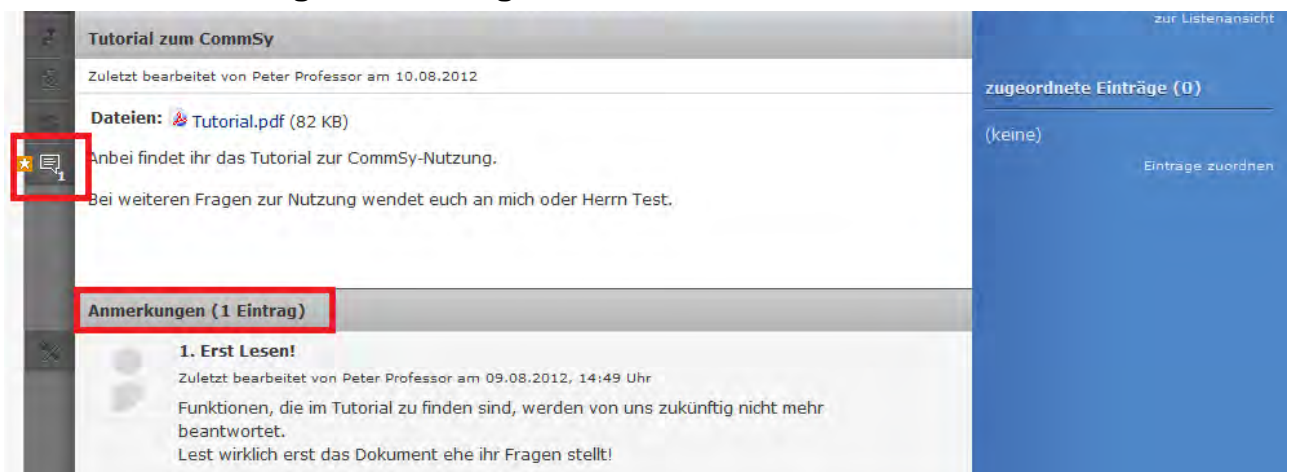 zur Listenansicht
Tutorial zum CommSy
Zuletzt bearbeitet von Peter Professor am 10.08.2012
zugeordnete Einträge (0)
Dateien: Tutorial.pdf (82 KB)
(keine)
Anbei findet ihr das Tutorial zur CommSy-Nutzung.
Einträge zuordnen
1
Bei weiteren Fragen zur Nutzung wendet euch an mich oder Herrn Test.
Anmerkungen (1 Eintrag)
1. Erst Lesen!
Zuletzt bearbeitet von Peter Professor am 09.08.2012, 14:49 Uhr
Funktionen, die im Tutorial zu finden sind, werden von uns zukünftig nicht mehr
beantwortet.
Lest wirklich erst das Dokument ehe ihr Fragen stellt!